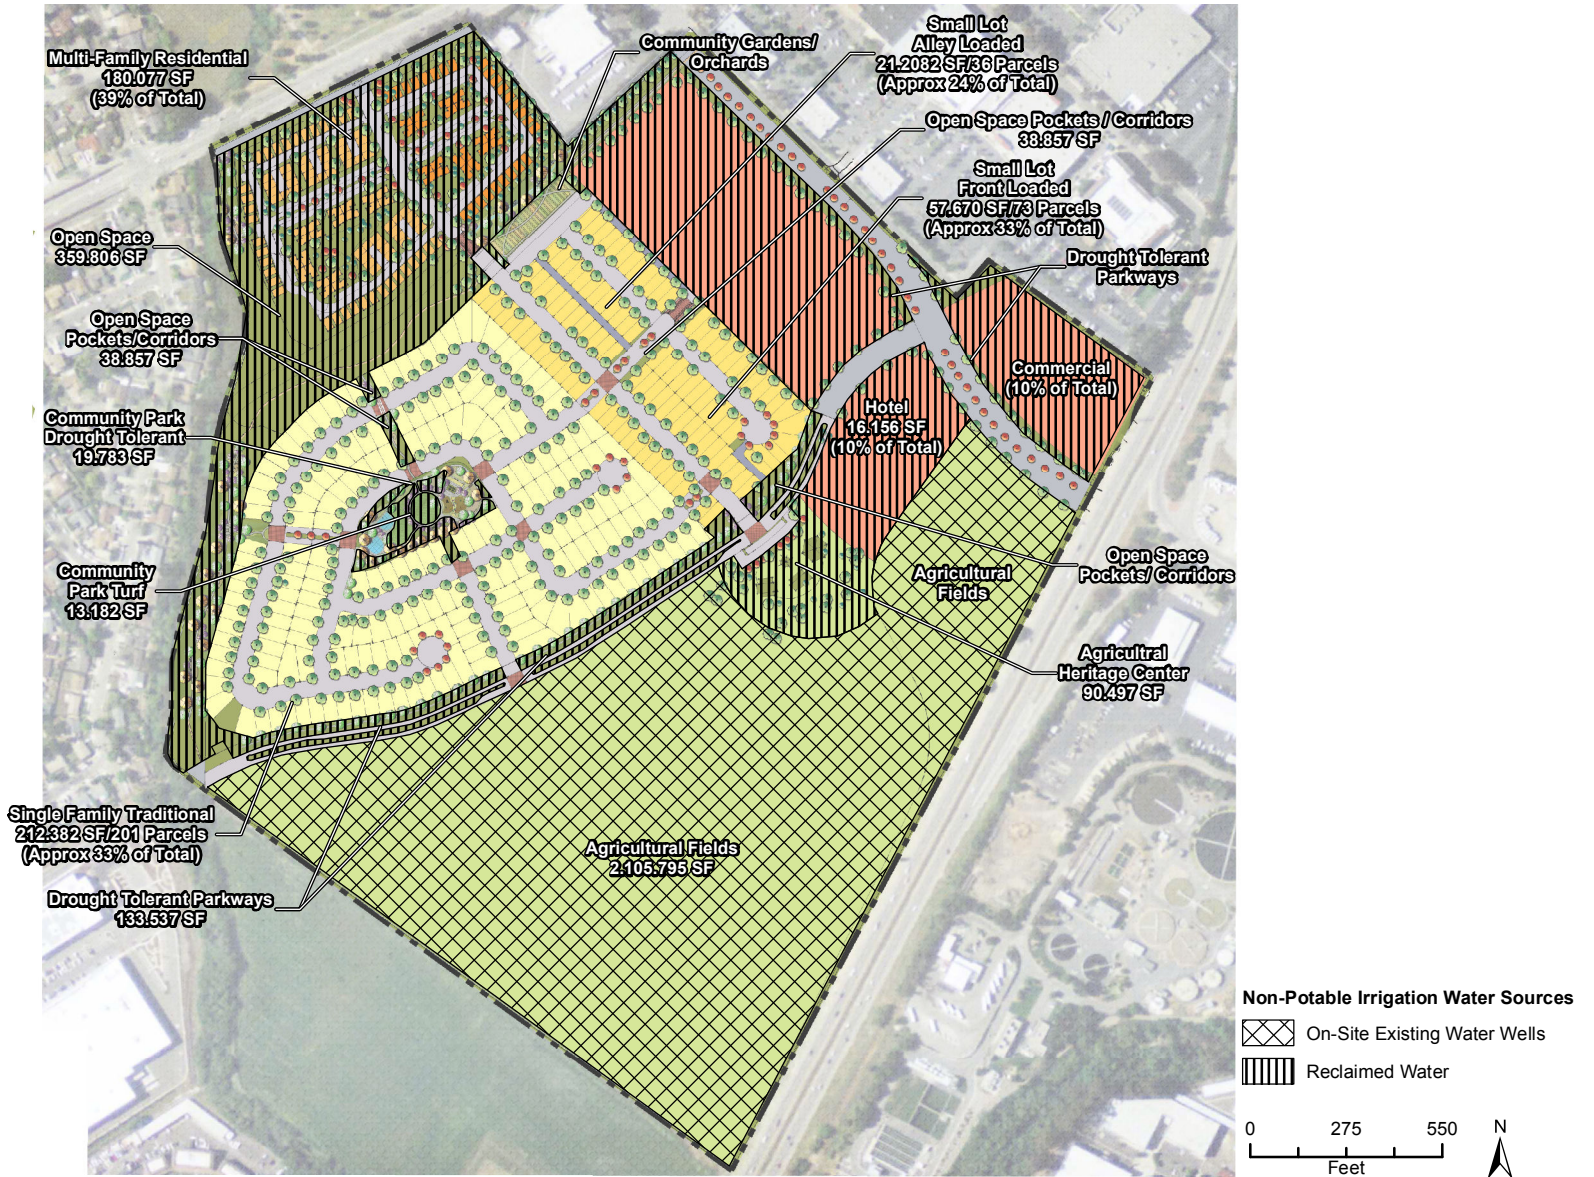 Small Lot
Alley Loaded
21.2082 SF/36 Parcels
(Approx 24% of Total)
Community Gardens/
Orchards
Multi-Family Residential
180.077 SF
(39% of Total)
Open Space Pockets / Corridors
38.857 SF
Small Lot
Front Loaded
57.670 SF/73 Parcels
(Approx 33% of Total)
Open Space
359.806 SF
Drought Tolerant
Parkways
Open Space
Pockets/Corridors
38.857 SF
Commercial
(10% of Total)
Hotel
16.156 SF
(10% of Total)
Community Park
Drought Tolerant
19.783 SF
Open Space
Pockets/ Corridors
Agricultural
Fields
Community
Park Turf
13.182 SF
Agricultral
Heritage Center
90.497 SF
Single Family Traditional
212.382 SF/201 Parcels
(Approx 33% of Total)
Agricultural Fields
2.105.795 SF
Drought Tolerant Parkways
133.537 SF
Non-Potable Irrigation Water Sources
On-Site Existing Water Wells
Reclaimed Water
0 275 550
Feet
N